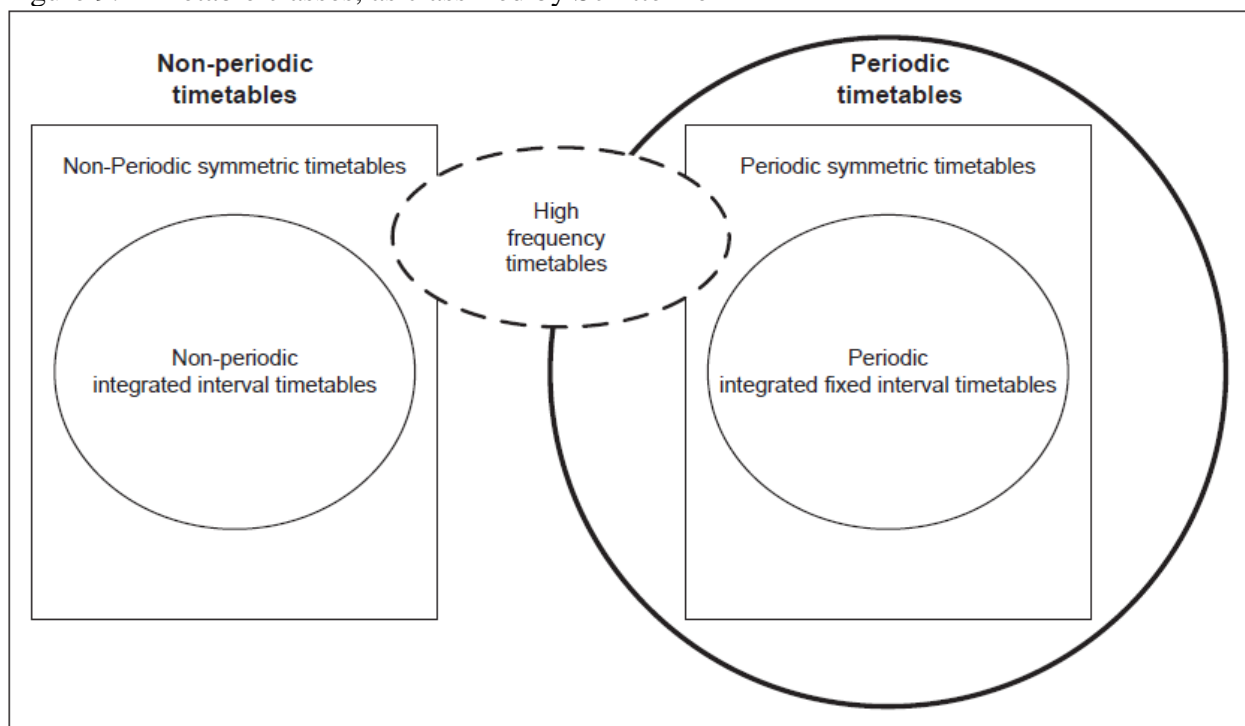 Non-periodic
timetables
Periodic
timetables
Non-Periodic symmetric timetables
Periodic symmetric timetables
High
frequency
timetables
Non-periodic
integrated interval timetables
Periodic
integrated fixed interval timetables